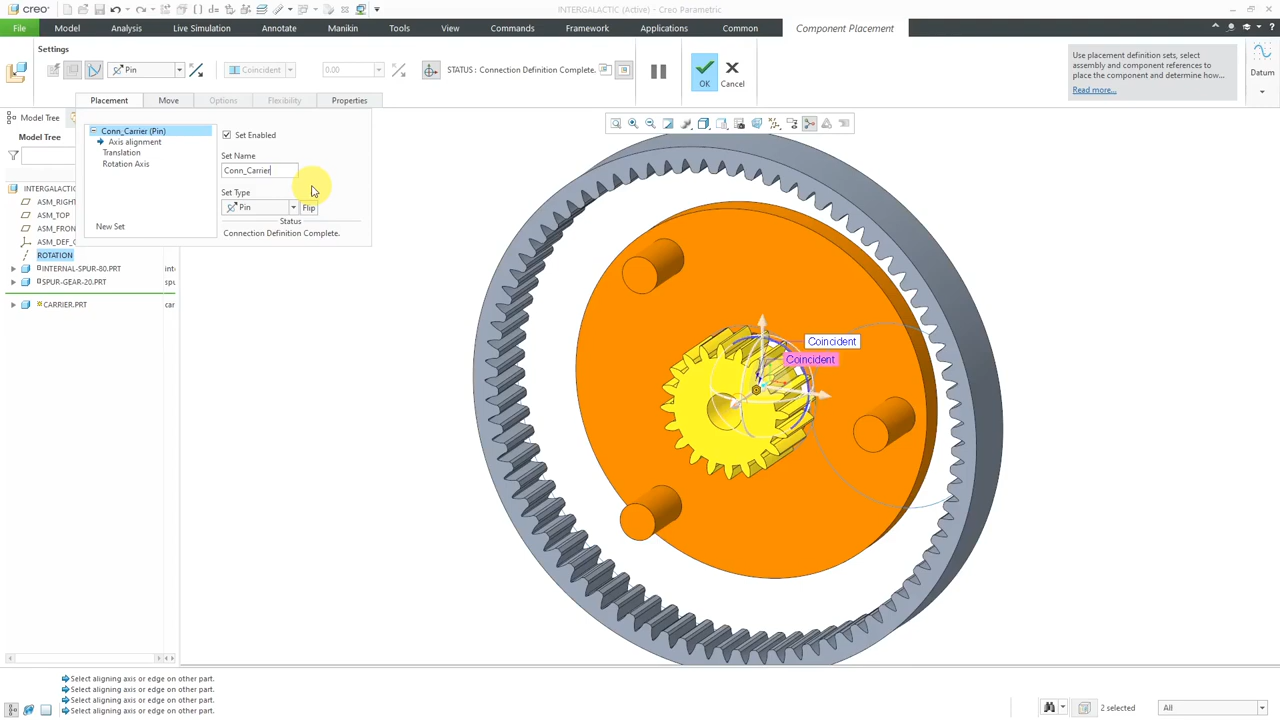 creo
INTERGALACTIC (Active) - Creo Parametric
File
Model
Analysis
Live Simulation
Annotate
Manikin
Tools
View
Commands
Framework
Applications
Common
Component Placement
Settings
Pin
Coincident
0.00
STATUS : Connection Definition Complete.
OK
Cancel
Use placement definition sets, select
assembly and component references to
place the component and determine how...
Read more...
Datum
Placement
Move
Options
Flexibility
Properties
Model Tree
Model Tree
Conn_Carrier (Pin)
Axis alignment
Translation
Rotation Axis
New Set
Set Enabled
Set Name
Conn_Carrier
Set Type
Pin
Flip
Status
Connection Definition Complete.
INTERGALACTIC
ASM_RIGH
ASM_TOP
ASM_FRON
ASM_DEF_C
ROTATION
INTERNAL-SPUR-80.PRT
inte
SPUR-GEAR-20.PRT
spu
CARRIER.PRT
car
Coincident
Coincident
Select aligning axis or edge on other part.
Select aligning axis or edge on other part.
Select aligning axis or edge on other part.
Select aligning axis or edge on other part.
2 selected
All